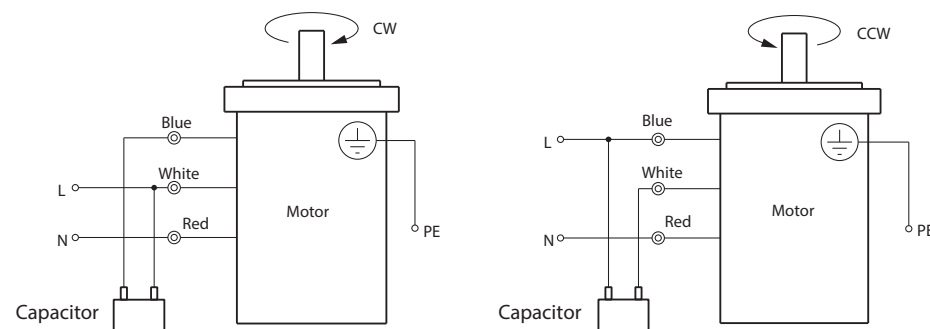 CW
Blue
White
L
Red
Motor
N
PE
Capacitor
CCW
Blue
L
White
Red
Motor
N
PE
Capacitor